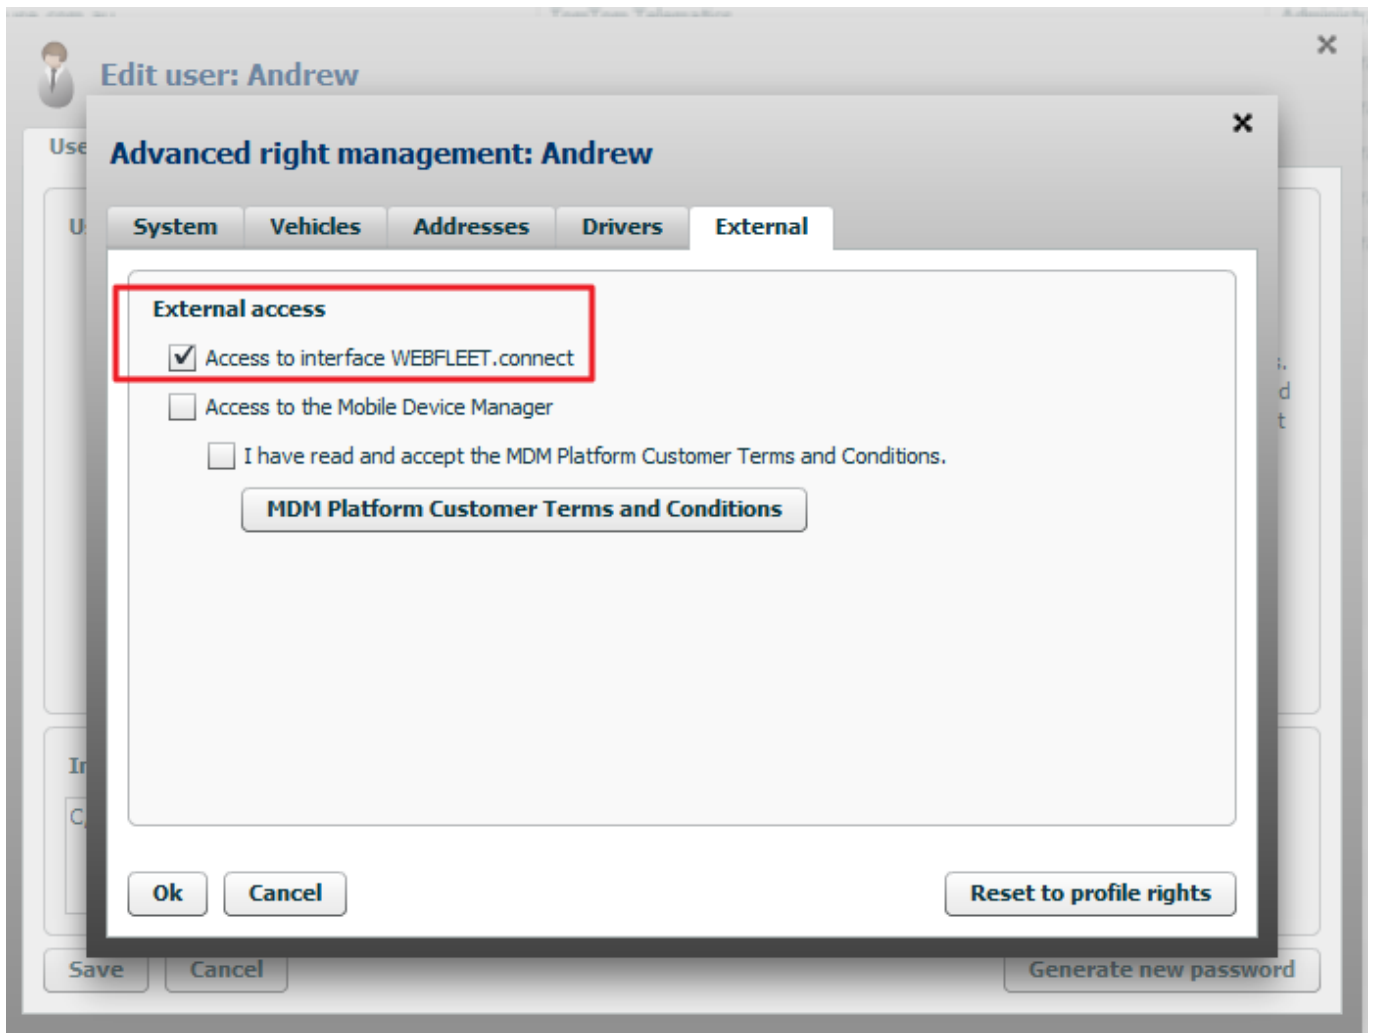 TomTom Telematics
Edit user: Andrew
Advanced right management: Andrew
System Vehicles Addresses Drivers External
External access
Access to interface WEBFLEET.connect
Access to the Mobile Device Manager
I have read and accept the MDM Platform Customer Terms and Conditions.
MDM Platform Customer Terms and Conditions
Ok Cancel Reset to profile rights
Save Cancel Generate new password